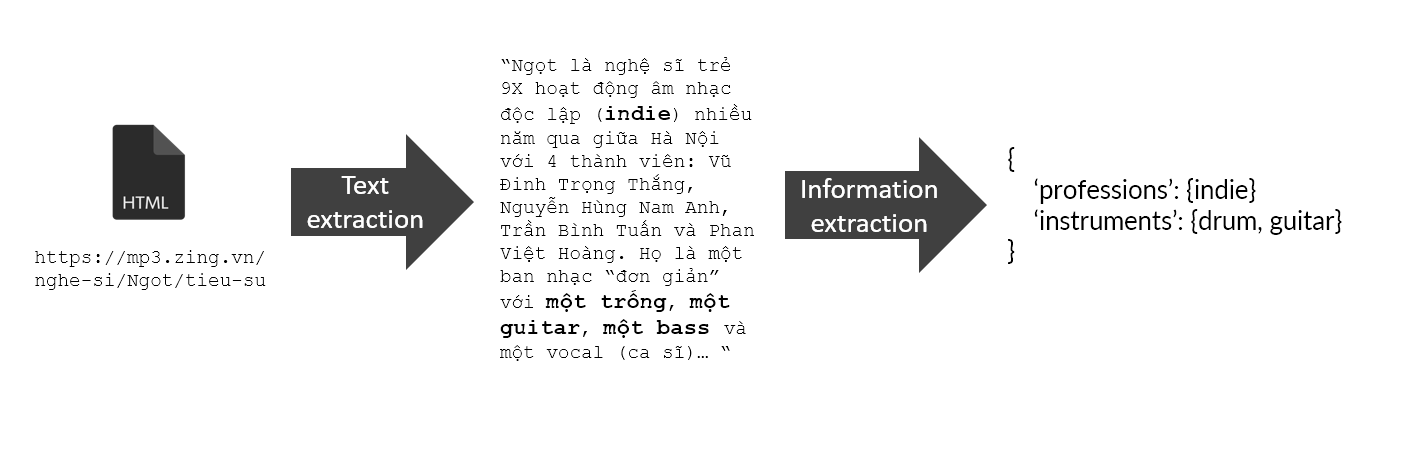 HTML
https://mp3.zing.vn/
nghe-si/Ngot/tieu-su
Text
extraction
“Ngọt là nghệ sĩ trẻ
9X hoạt động âm nhạc
độc lập (indie) nhiều
năm qua giữa Hà Nội
với 4 thành viên: Vũ
Đinh Trọng Thắng,
Nguyễn Hùng Nam Anh,
Trần Bình Tuấn và Phan
Việt Hoàng. Họ là một
ban nhạc “đơn giản”
với một trống, một
guitar, một bass và
một vocal (ca sĩ)… “
Information
extraction
{
‘professions’: {indie}
‘instruments’: {drum, guitar}
}